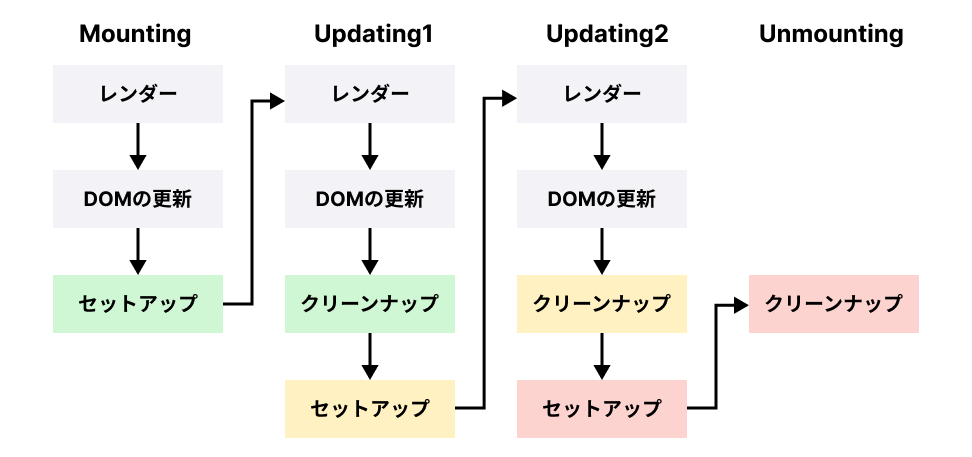 Mounting
レンダー
DOMの更新
セットアップ
Updating1
レンダー
DOMの更新
クリーンナップ
セットアップ
Updating2
レンダー
DOMの更新
クリーンナップ
セットアップ
Unmounting
クリーンナップ